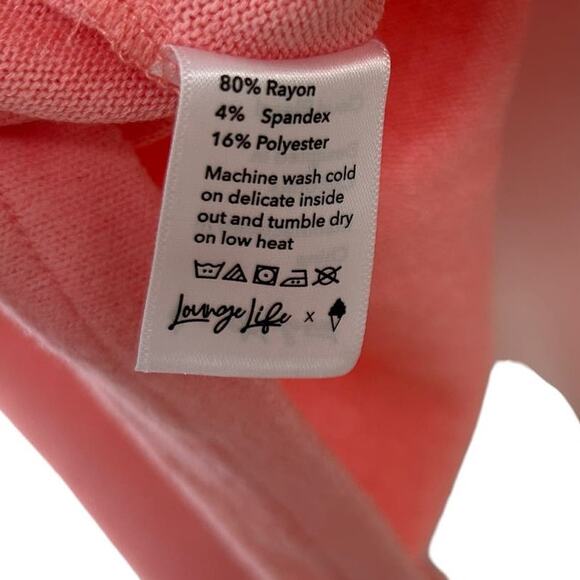 80% Rayon
4% Spandex
16% Polyester
Machine wash cold
on delicate inside
out and tumble dry
on low heat
Lounge Life x